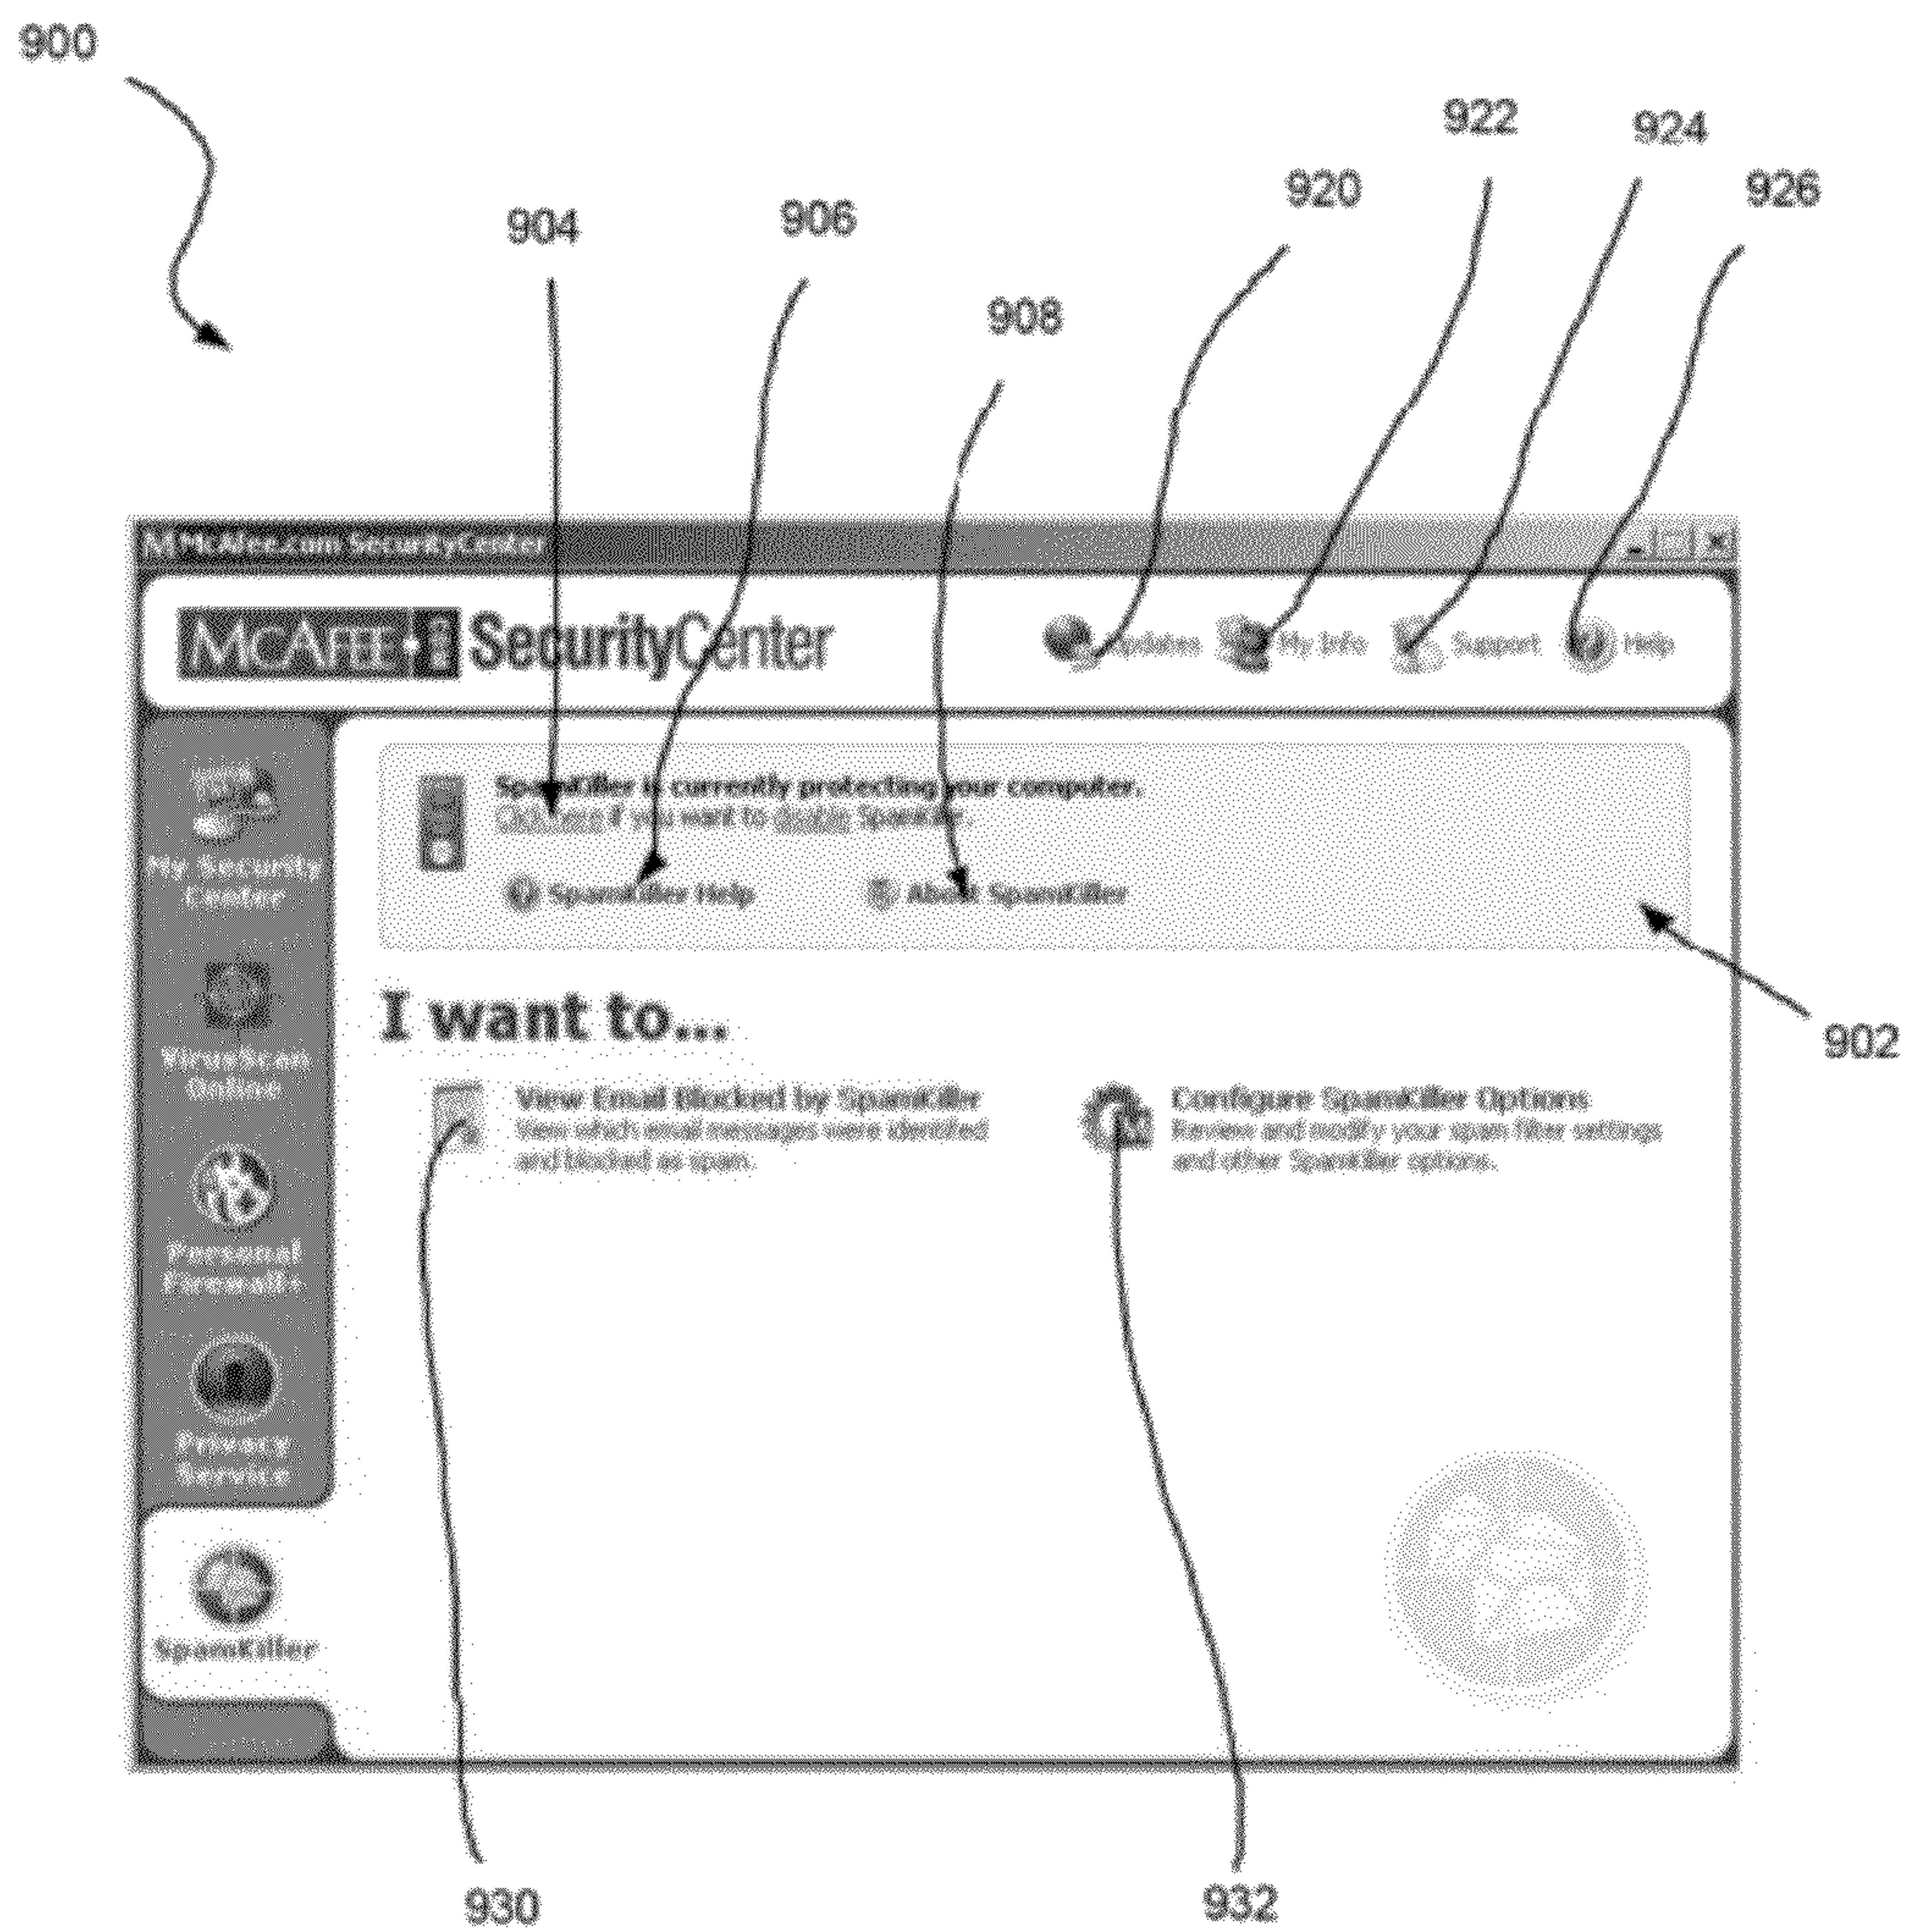 900
922
924
920
926
904
906
908
McAfee.com SecurityCenter
McAFEE .com SecurityCenter
Updates My Info Support Help
SpamKiller is currently protecting your computer.
Click here if you want to disable SpamKiller.
SpamKiller Help About SpamKiller
902
My Security
Center
VirusScan
Online
Personal
Firewall+
Privacy
Service
SpamKiller
I want to...
View Email Blocked by SpamKiller
View which email messages were identified
and blocked as spam.
Configure SpamKiller Options
Review and modify your spam filter settings
and other SpamKiller options.
930
932